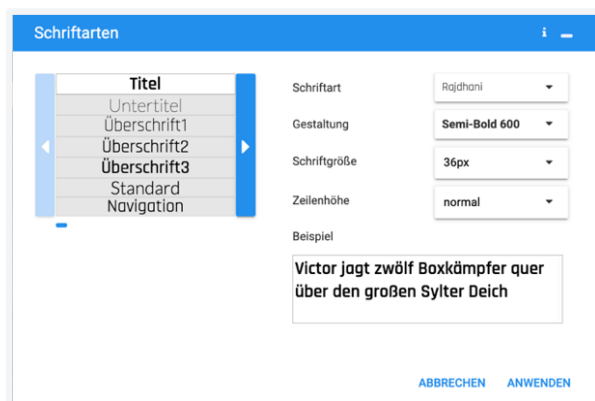 Schriftarten
i
Titel
Untertitel
Überschrift1
Überschrift2
Überschrift3
Standard
Navigation
Schriftart
Rajdhani
Gestaltung
Semi-Bold 600
Schriftgröße
36px
Zeilenhöhe
normal
Beispiel
Victor jagt zwölf Boxkämpfer quer
über den großen Sylter Deich
ABBRECHEN ANWENDEN